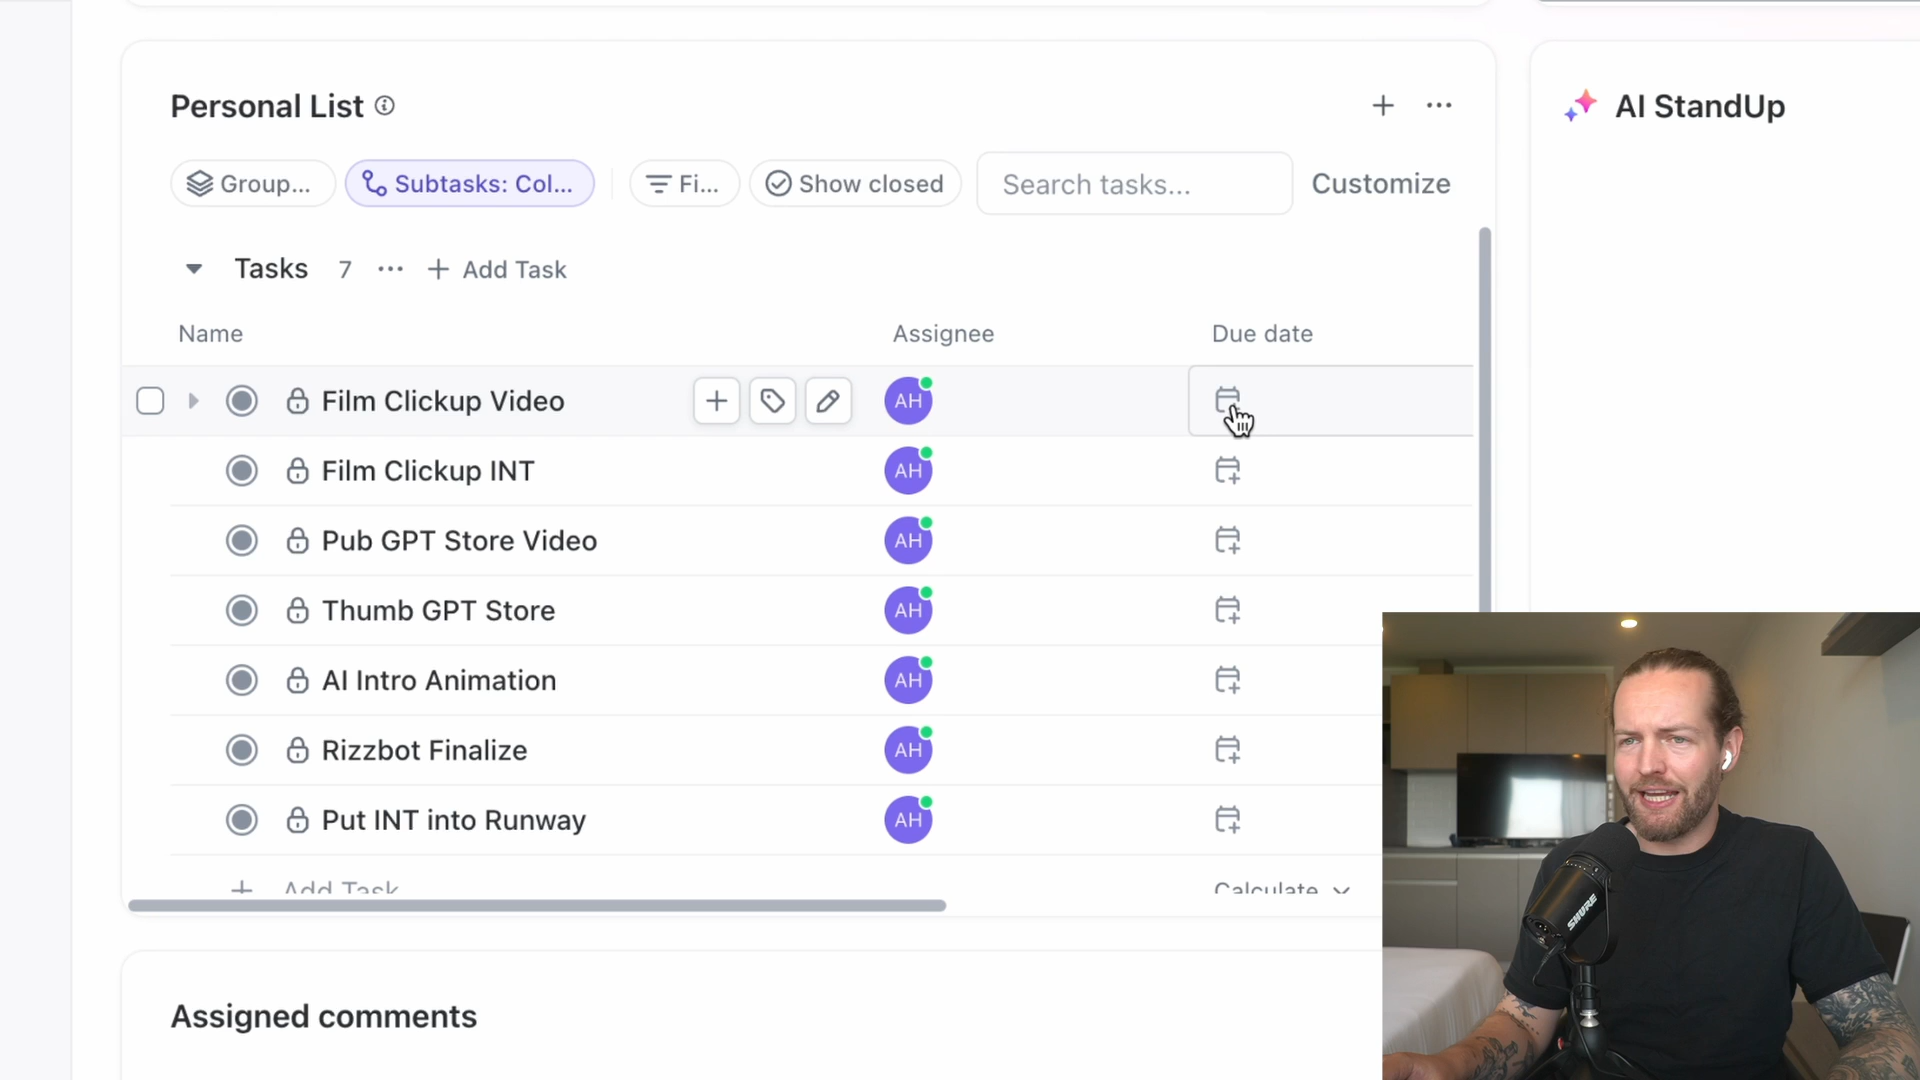 Personal List
AI StandUp
Group...
Subtasks: Col...
Fi...
Show closed
Search tasks...
Customize
Tasks 7 ... + Add Task
Name Assignee Due date
Film Clickup Video AH
Film Clickup INT AH
Pub GPT Store Video AH
Thumb GPT Store AH
AI Intro Animation AH
Rizzbot Finalize AH
Put INT into Runway AH
+ Add Task Calculate
Assigned comments
SHURE